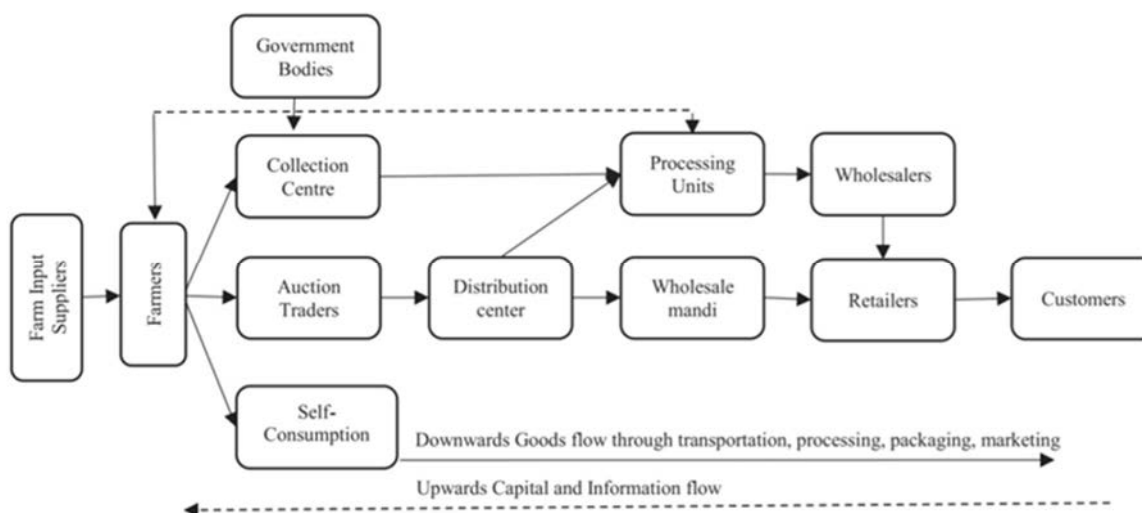 Government
Bodies
Collection
Centre
Processing
Units
Wholesalers
Farm Input
Suppliers
Farmers
Auction
Traders
Distribution
center
Wholesale
mandi
Retailers
Customers
Self-
Consumption
Downwards Goods flow through transportation, processing, packaging, marketing
Upwards Capital and Information flow